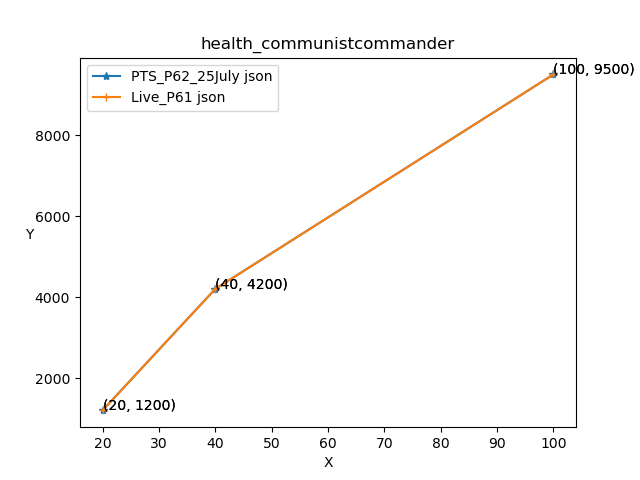 health_communistcommander
PTS_P62_25July json
Live_P61 json
(100, 9500)
8000
6000
Y
(40, 4200)
4000
2000
(20, 1200)
20 30 40 50 60 70 80 90 100
X